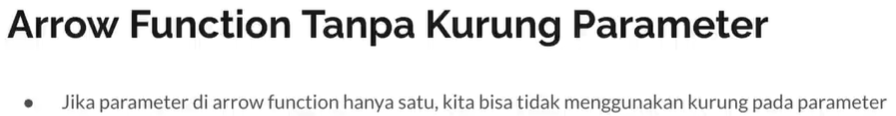 Arrow Function Tanpa Kurung Parameter
● Jika parameter di arrow function hanya satu, kita bisa tidak menggunakan kurung pada parameter